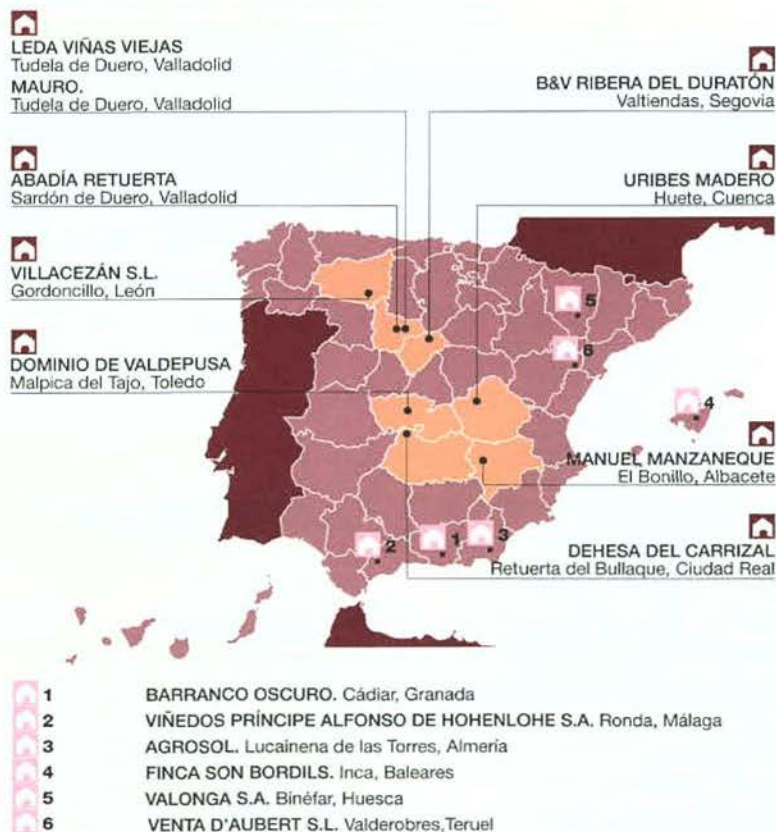 LEDA VIÑAS VIEJAS
Tudela de Duero, Valladolid
MAURO.
Tudela de Duero, Valladolid
B&V RIBERA DEL DURATÓN
Valtiendas, Segovia
ABADÍA RETUERTA
Sardón de Duero, Valladolid
URIBES MADERO
Huete, Cuenca
VILLACEZÁN S.L.
Gordoncillo, León
5
6
DOMINIO DE VALDEPUSA
Malpica del Tajo, Toledo
4
MANUEL MANZANEQUE
El Bonillo, Albacete
2
1
3
DEHESA DEL CARRIZAL
Retuerta del Bullaque, Ciudad Real
1 BARRANCO OSCURO. Cádiar, Granada
2 VIÑEDOS PRÍNCIPE ALFONSO DE HOHENLOHE S.A. Ronda, Málaga
3 AGROSOL. Lucainena de las Torres, Almería
4 FINCA SON BORDILS. Inca, Baleares
5 VALONGA S.A. Binéfar, Huesca
6 VENTA D'AUBERT S.L. Valderobres,Teruel